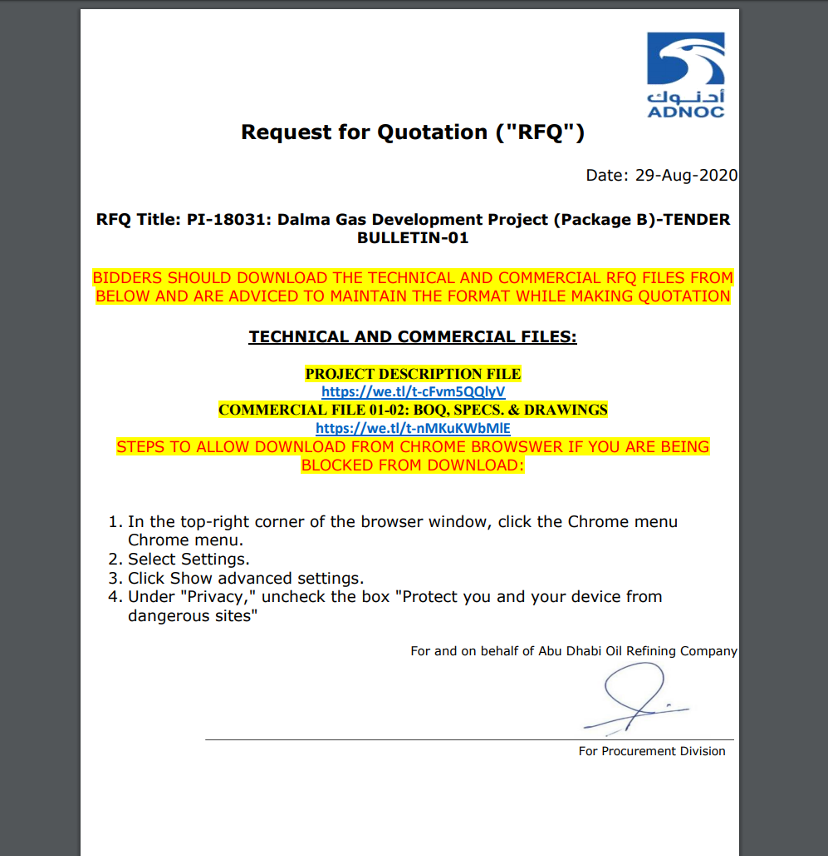 أدنوك
ADNOC
Request for Quotation ("RFQ")
Date: 29-Aug-2020
RFQ Title: PI-18031: Dalma Gas Development Project (Package B)-TENDER
BULLETIN-01
BIDDERS SHOULD DOWNLOAD THE TECHNICAL AND COMMERCIAL RFQ FILES FROM
BELOW AND ARE ADVICED TO MAINTAIN THE FORMAT WHILE MAKING QUOTATION
TECHNICAL AND COMMERCIAL FILES:
PROJECT DESCRIPTION FILE
https://we.tl/t-cFvm5QQlyV
COMMERCIAL FILE 01-02: BOQ, SPECS. & DRAWINGS
https://we.tl/t-nMKuKWbMlE
STEPS TO ALLOW DOWNLOAD FROM CHROME BROWSWER IF YOU ARE BEING
BLOCKED FROM DOWNLOAD:
1. In the top-right corner of the browser window, click the Chrome menu
Chrome menu.
2. Select Settings.
3. Click Show advanced settings.
4. Under "Privacy," uncheck the box "Protect you and your device from
dangerous sites"
For and on behalf of Abu Dhabi Oil Refining Company
For Procurement Division